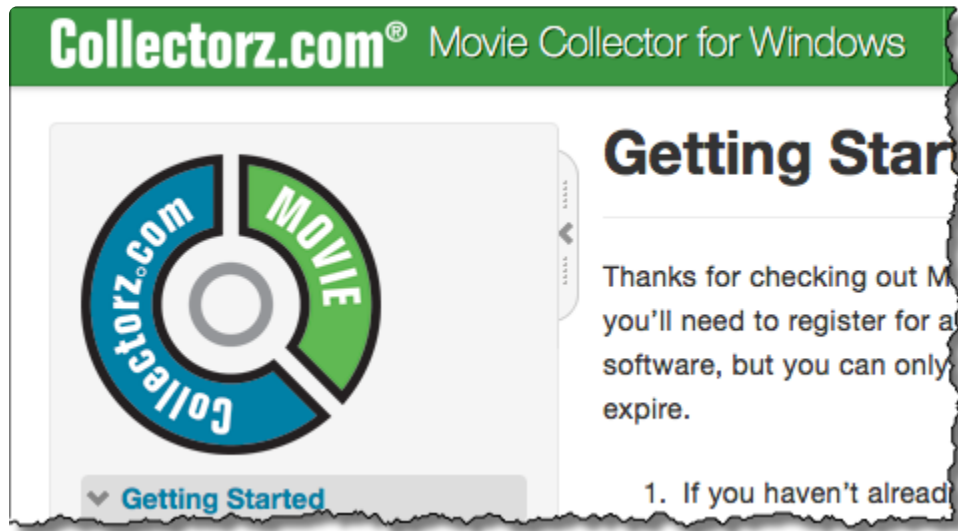 Collectorz.com® Movie Collector for Windows
Collectorz.com
MOVIE
Getting Started
Getting Star
Thanks for checking out M
you'll need to register for a
software, but you can only
expire.
1. If you haven't alread